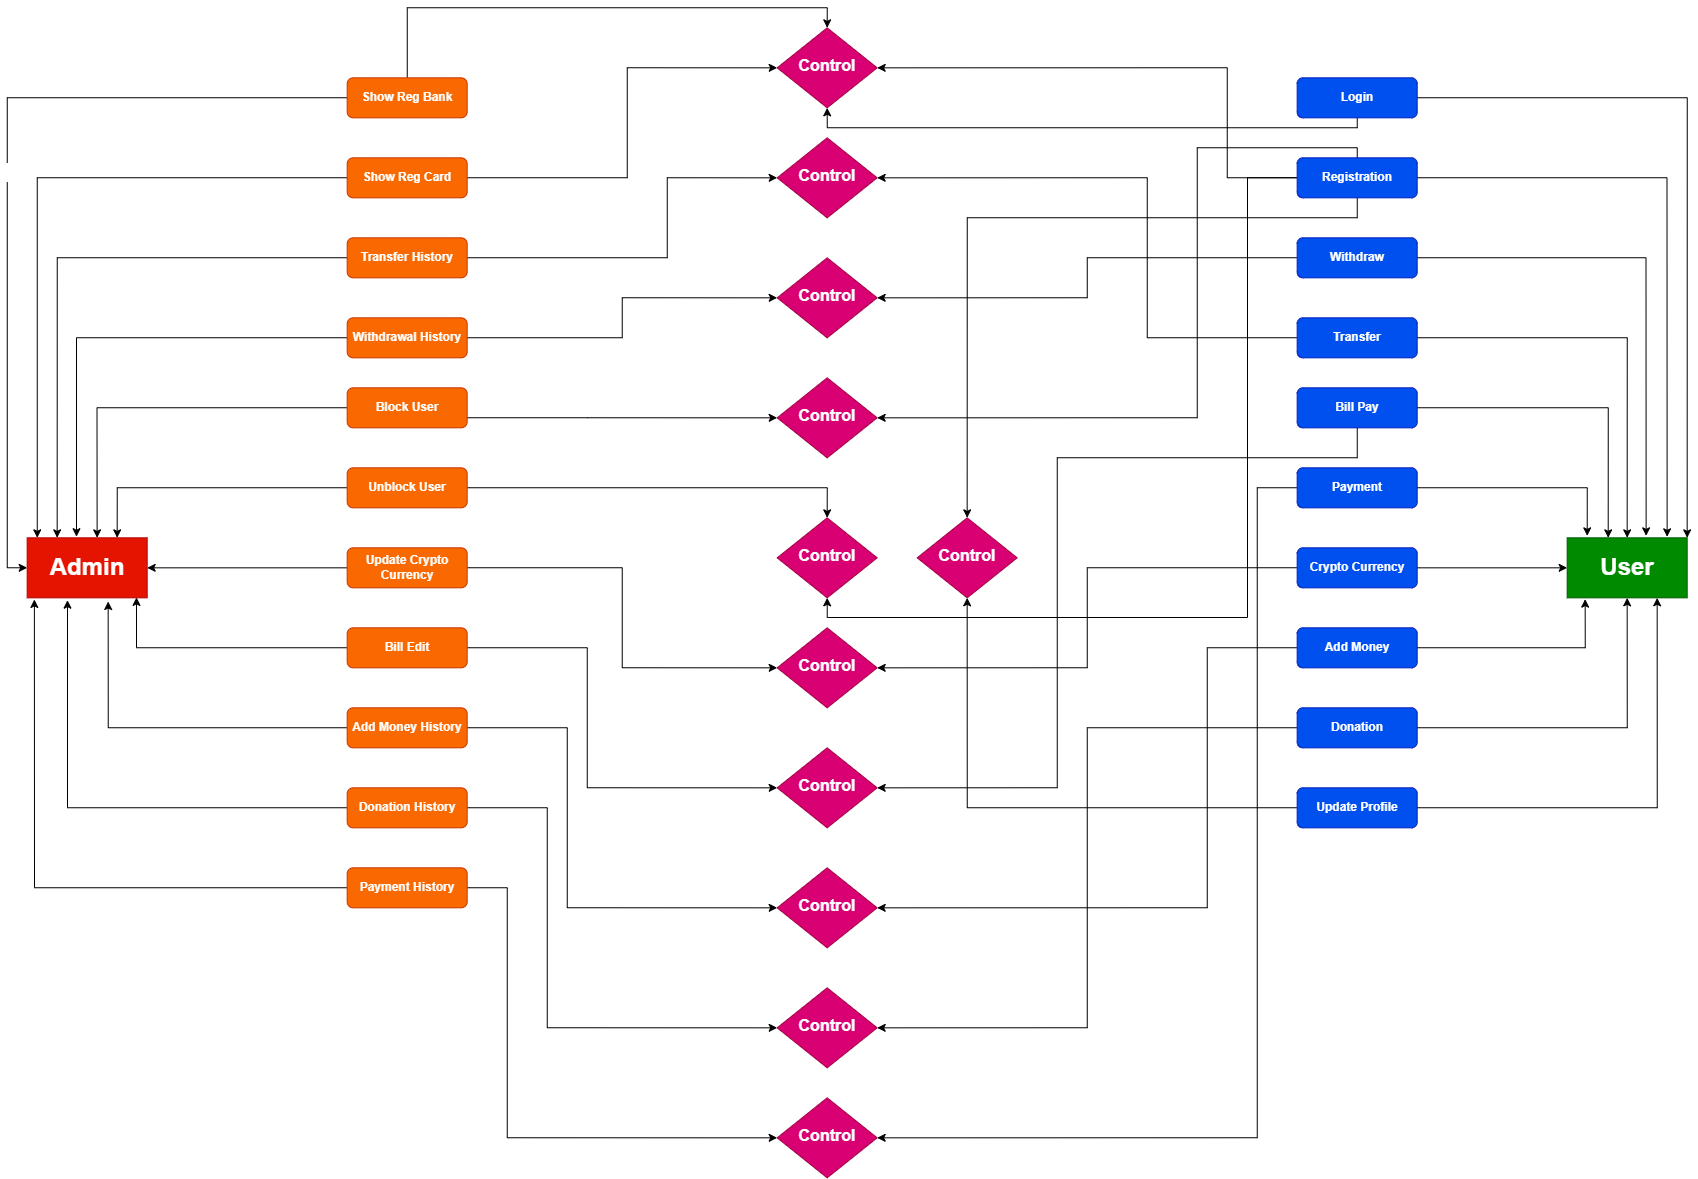 Control
Show Reg Bank
Login
Show Reg Card
Control
Registration
Transfer History
Withdraw
Control
Withdrawal History
Transfer
Block User
Control
Bill Pay
Unblock User
Payment
Admin
Update Crypto
Currency
Control
Control
Crypto Currency
User
Bill Edit
Control
Add Money
Add Money History
Donation
Control
Donation History
Update Profile
Payment History
Control
Control
Control